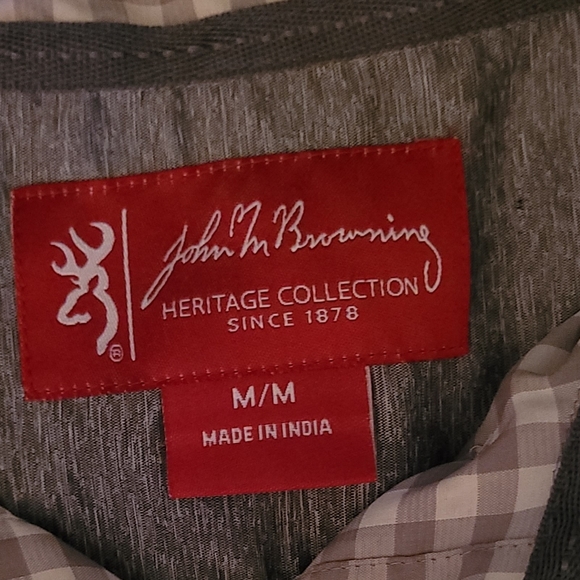 John M Browning
HERITAGE COLLECTION
SINCE 1878
®
M/M
MADE IN INDIA